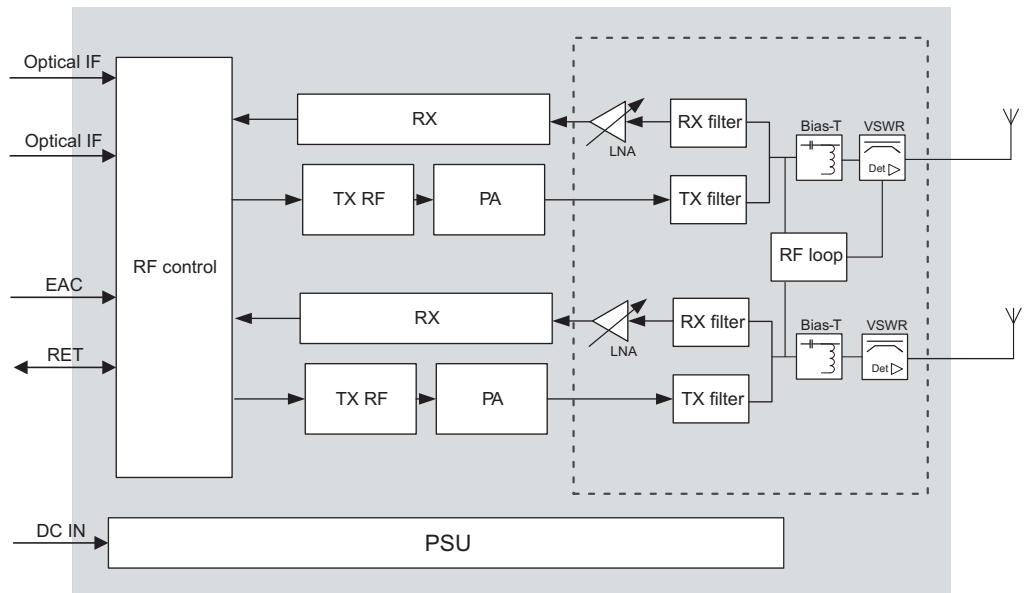 Optical IF
Optical IF
EAC
RET
DC IN
RF control
RX
LNA
RX filter
Bias-T
VSWR
Det
TX RF
PA
TX filter
RF loop
RX
LNA
RX filter
Bias-T
VSWR
Det
TX RF
PA
TX filter
PSU